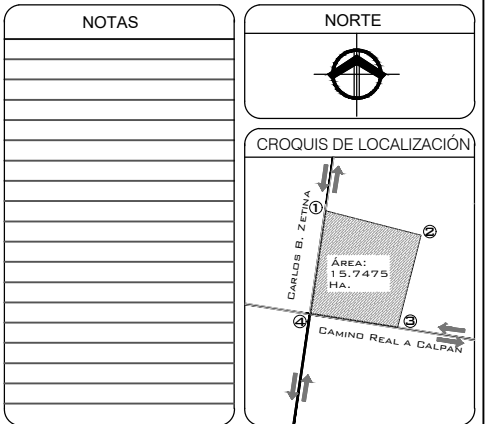 NOTAS
NORTE
CROQUIS DE LOCALIZACIÓN
CARLOS B. ZETINA
①
②
ÁREA:
15.7475
HA.
④
③
CAMINO REAL A CALPAN